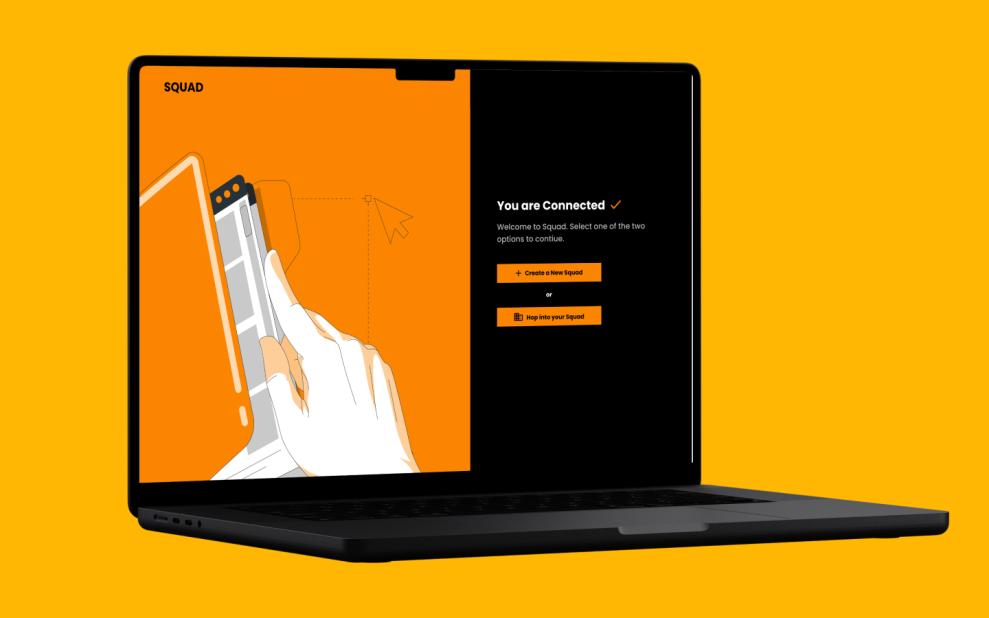 SQUAD
You are Connected
Welcome to Squad. Select one of the two
options to contiue.
+ Create a New Squad
or
Hop into your Squad